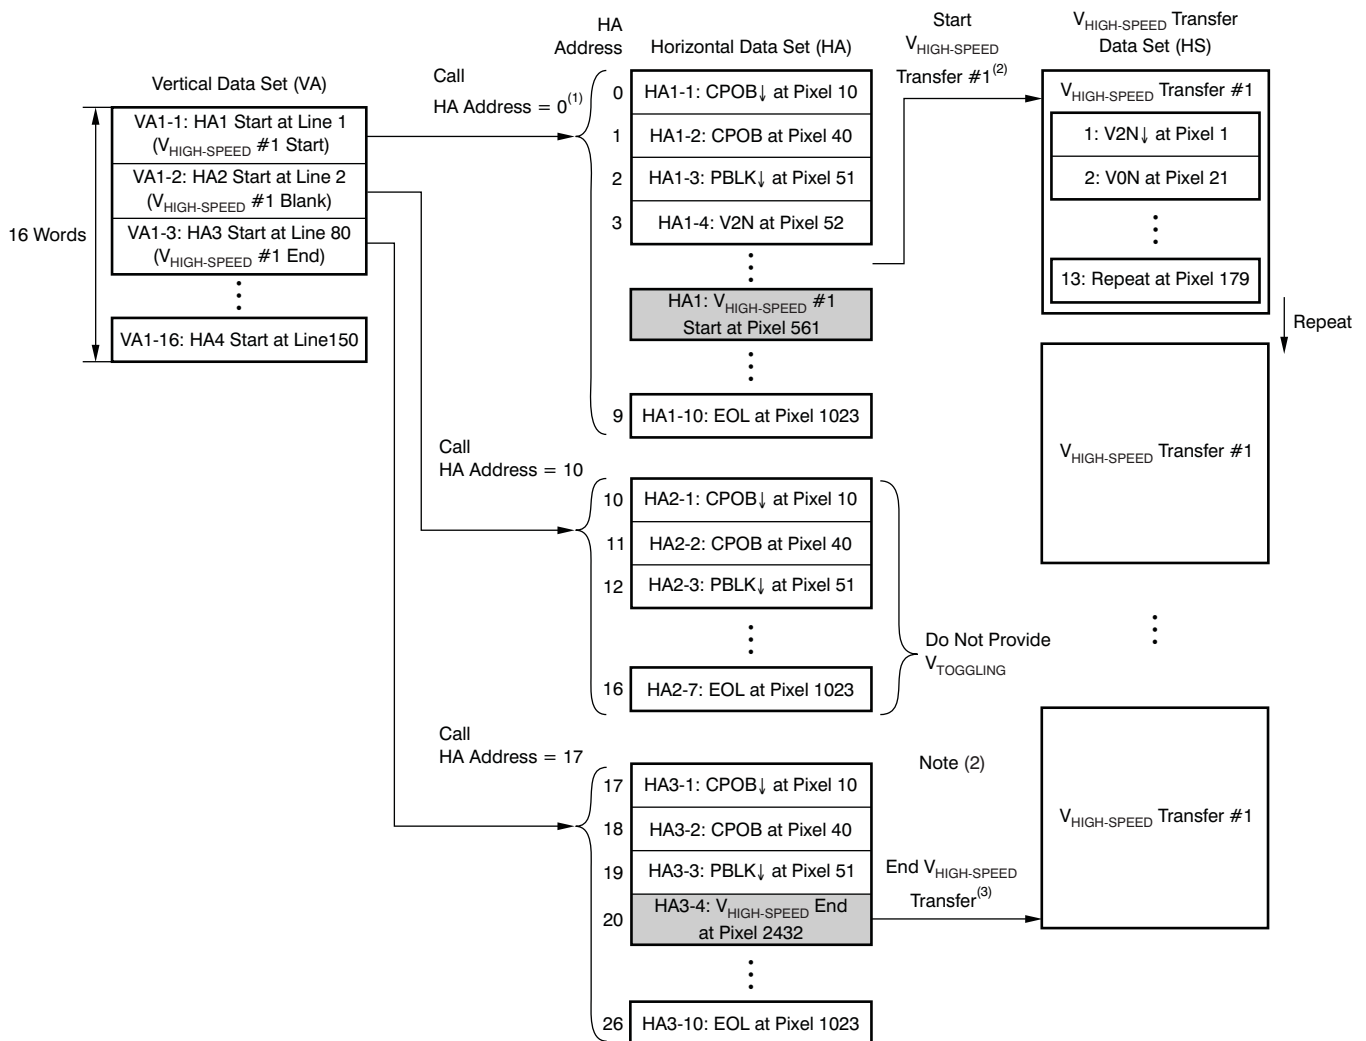 Vertical Data Set (VA)
16 Words
VA1-1: HA1 Start at Line 1
(VHIGH-SPEED #1 Start)
VA1-2: HA2 Start at Line 2
(VHIGH-SPEED #1 Blank)
VA1-3: HA3 Start at Line 80
(VHIGH-SPEED #1 End)
VA1-16: HA4 Start at Line150
Call
HA Address = 0(1)
HA
Address
Horizontal Data Set (HA)
0 HA1-1: CPOB↓ at Pixel 10
1 HA1-2: CPOB at Pixel 40
2 HA1-3: PBLK↓ at Pixel 51
3 HA1-4: V2N at Pixel 52
HA1: VHIGH-SPEED #1
Start at Pixel 561
9 HA1-10: EOL at Pixel 1023
Call
HA Address = 10
10 HA2-1: CPOB↓ at Pixel 10
11 HA2-2: CPOB at Pixel 40
12 HA2-3: PBLK↓ at Pixel 51
16 HA2-7: EOL at Pixel 1023
Do Not Provide
VTOGGLING
Call
HA Address = 17
17 HA3-1: CPOB↓ at Pixel 10
18 HA3-2: CPOB at Pixel 40
19 HA3-3: PBLK↓ at Pixel 51
20 HA3-4: VHIGH-SPEED End
at Pixel 2432
26 HA3-10: EOL at Pixel 1023
Start
VHIGH-SPEED
Transfer #1(2)
VHIGH-SPEED Transfer
Data Set (HS)
VHIGH-SPEED Transfer #1
1: V2N↓ at Pixel 1
2: V0N at Pixel 21
13: Repeat at Pixel 179
Repeat
VHIGH-SPEED Transfer #1
Note (2)
End VHIGH-SPEED
Transfer(3)
VHIGH-SPEED Transfer #1